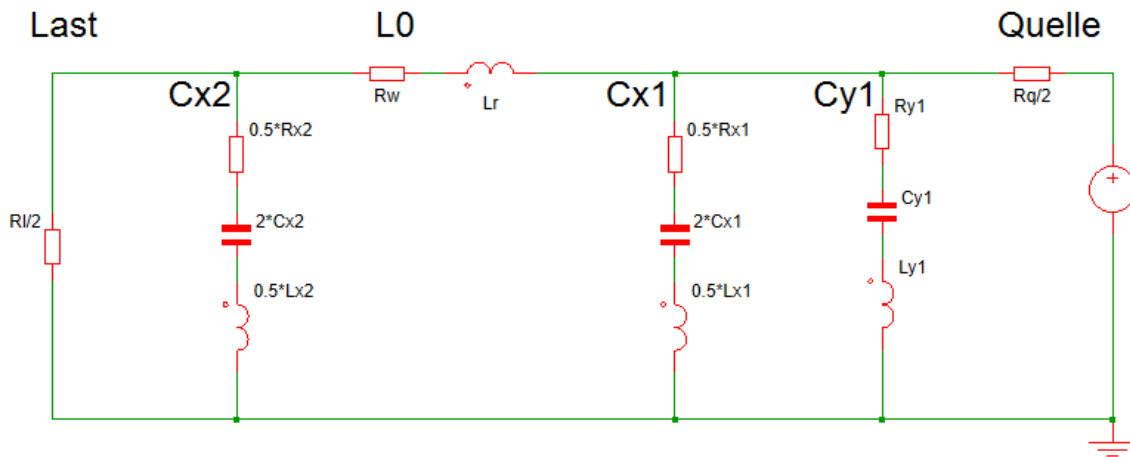 Last
L0
Quelle
Cx2
Rw
Lr
Cx1
Cy1
Rq/2
Ry1
0.5*Rx2
0.5*Rx1
+
Cy1
Rl/2
2*Cx2
2*Cx1
Ly1
0.5*Lx2
0.5*Lx1